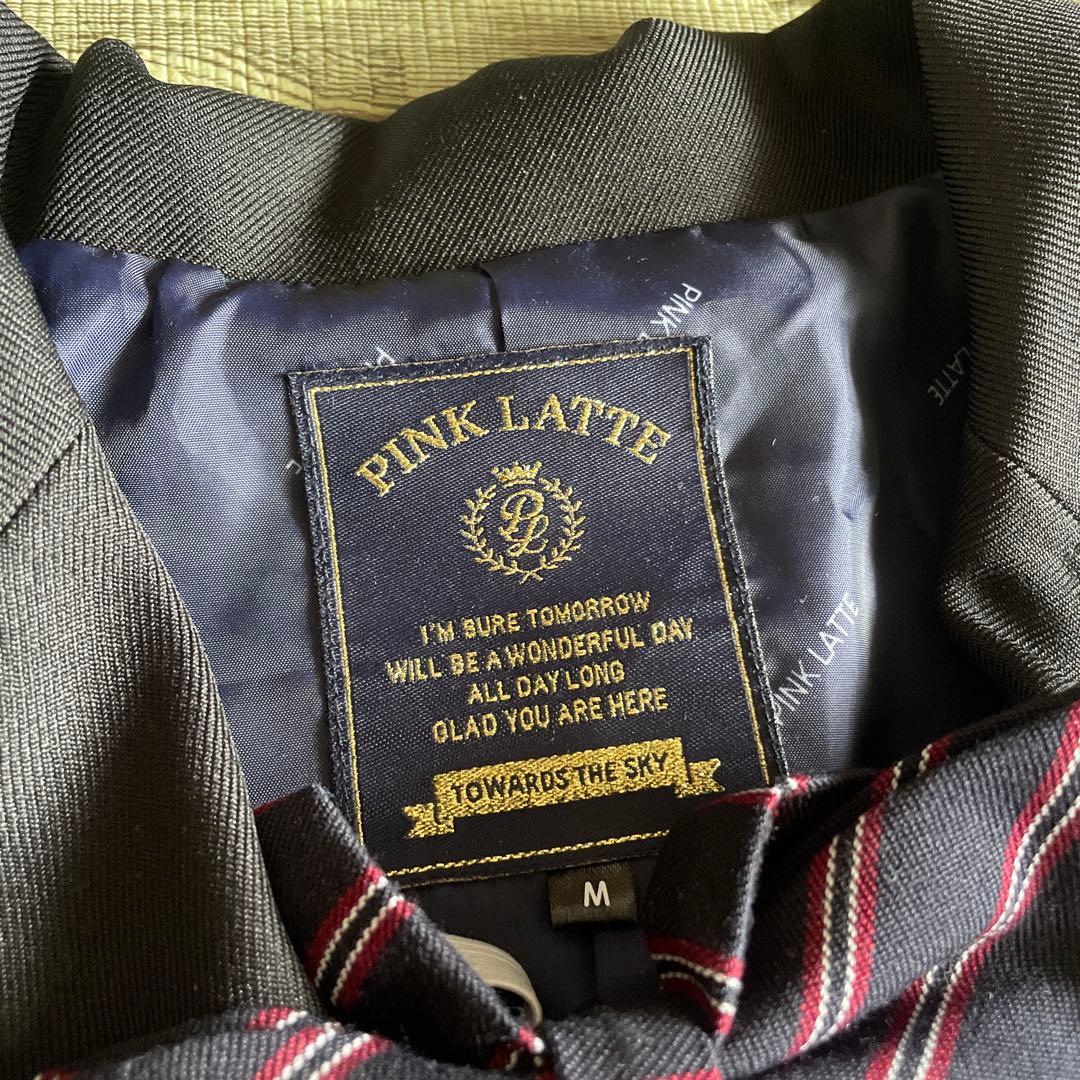 PINK
LATTE
P
L
PINK LATTE
PL
I'M SURE TOMORROW
WILL BE A WONDERFUL DAY
ALL DAY LONG
GLAD YOU ARE HERE
PINK LATTE
TOWARDS THE SKY
M